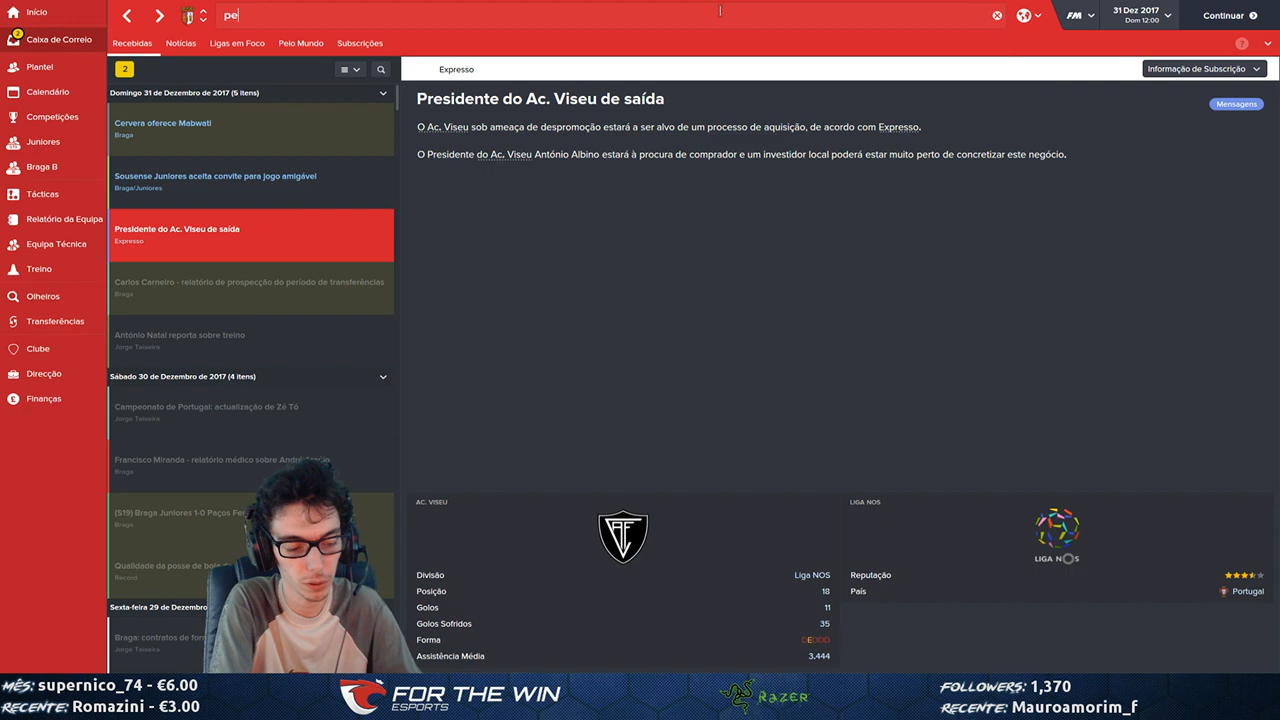 Início
pe
FM
31 Dez 2017
Dom 12:00
Continuar
2
Caixa de Correio
Recebidas
Notícias
Ligas em Foco
Pelo Mundo
Subscrições
?
Plantel
Calendário
Competições
Juniores
Braga B
Tácticas
Relatório da Equipa
Equipa Técnica
Treino
Olheiros
Transferências
Clube
Direcção
Finanças
2
Domingo 31 de Dezembro de 2017 (5 itens)
Cervera oferece Mabwati
Braga
Sousense Juniores aceita convite para jogo amigável
Braga/Juniores
Presidente do Ac. Viseu de saída
Expresso
Carlos Carneiro - relatório de prospecção do período de transferências
Braga
António Natal reporta sobre treino
Jorge Teixeira
Sábado 30 de Dezembro de 2017 (4 itens)
Campeonato de Portugal: actualização de Zé Tó
Jorge Teixeira
Francisco Miranda - relatório médico sobre André
Braga
(S19) Braga Juniores 1-0 Paços
Braga
Qualidade da posse de
Record
Sexta-feira 29 de Dezembro
Braga: contratos de
Jorge Teixeira
Expresso
Informação de Subscrição
Presidente do Ac. Viseu de saída
Mensagens
O Ac. Viseu sob ameaça de despromoção estará a ser alvo de um processo de aquisição, de acordo com Expresso.
O Presidente do Ac. Viseu António Albino estará à procura de comprador e um investidor local poderá estar muito perto de concretizar este negócio.
AC. VISEU
Divisão Liga NOS
Posição 18
Golos 11
Golos Sofridos 35
Forma DEDDD
Assistência Média 3.444
LIGA NOS
LIGA NOS
Reputação
País Portugal
MÊS: supernico_74 - €6.00
RECENTE: Romazini - €3.00
FOR THE WIN
ESPORTS
RAZER
FOLLOWERS: 1,370
RECENTE: Mauroamorim_f